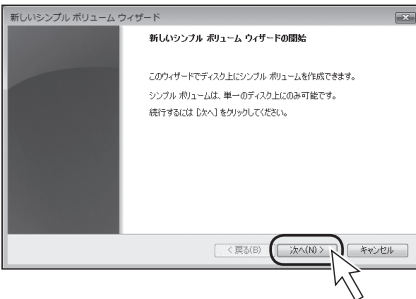 新しいシンプル ボリューム ウィザード
新しいシンプル ボリューム ウィザードの開始
このウィザードでディスク上にシンプル ボリュームを作成できます。
シンプル ボリュームは、単一のディスク上にのみ可能です。
続行するには [次へ] をクリックしてください。
< 戻る(B) 次へ(N) > キャンセル